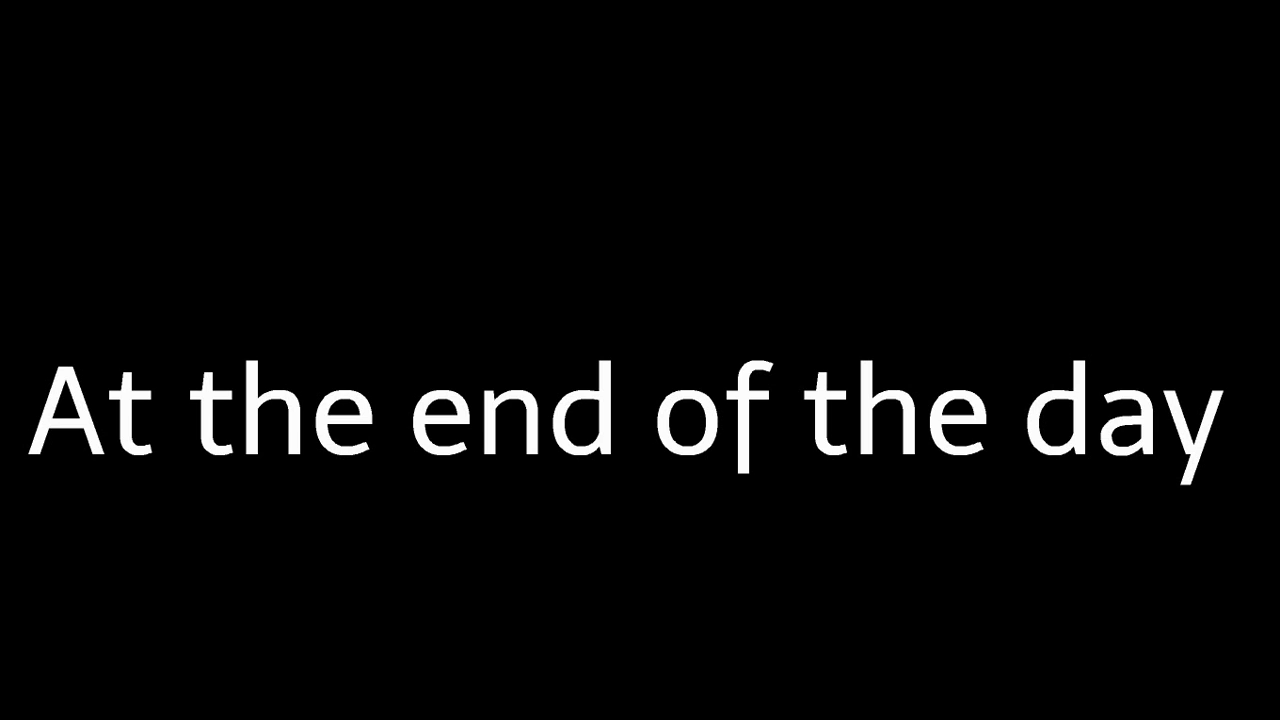 At the end of the day